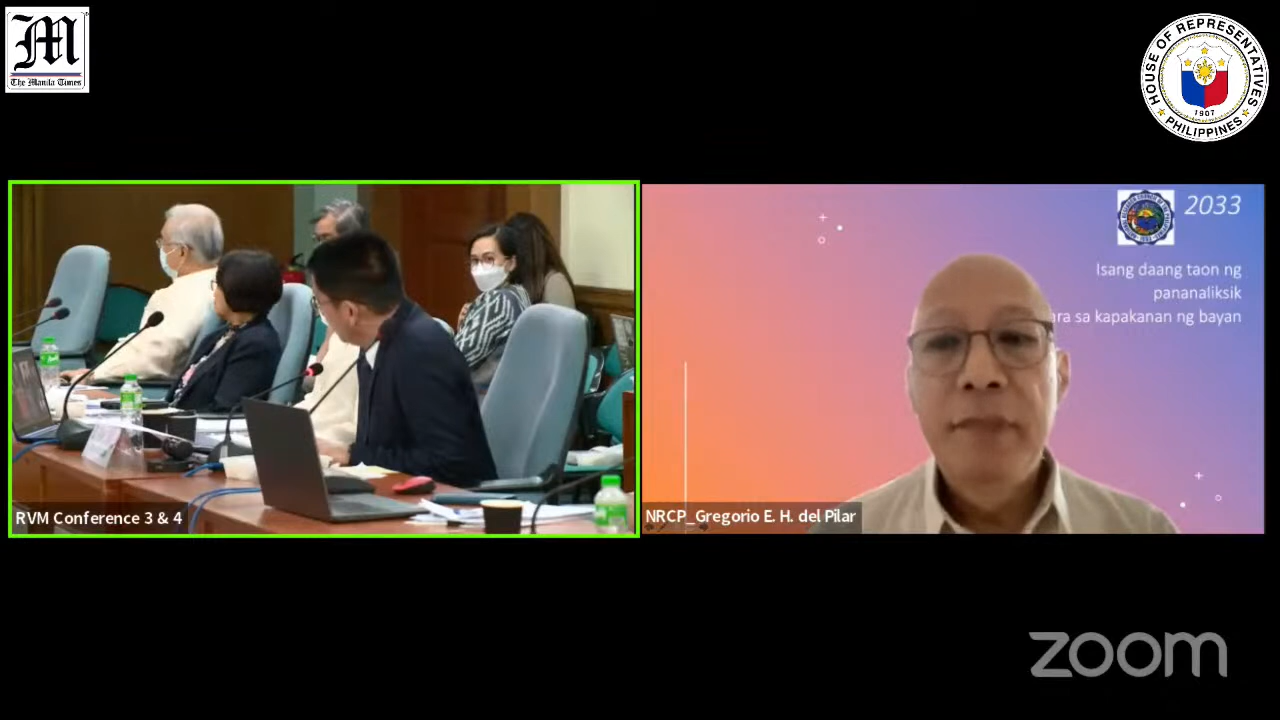 The Manila Times
HOUSE OF REPRESENTATIVES
PHILIPPINES
1907
2033
Isang daang taon ng
pananaliksik
ara sa kapakanan ng bayan
RVM Conference 3 & 4
NRCP_Gregorio E. H. del Pilar
zoom